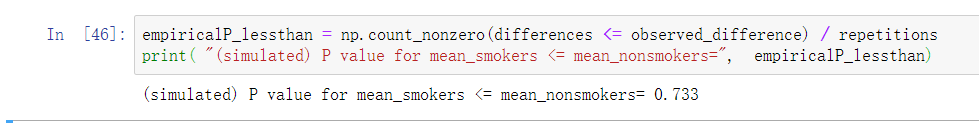 In [46]: empiricalP_lessthan = np.count_nonzero(differences <= observed_difference) / repetitions
print( "(simulated) P value for mean_smokers <= mean_nonsmokers=",  empiricalP_lessthan)
(simulated) P value for mean_smokers <= mean_nonsmokers= 0.733